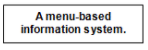 A menu-based
information system.